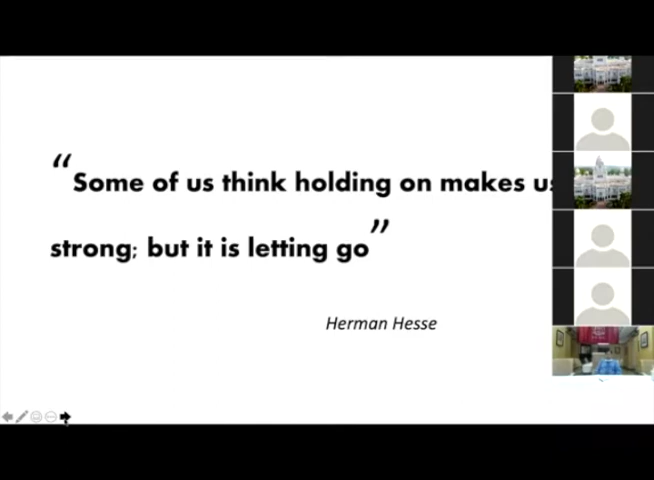 “Some of us think holding on makes us
strong; but it is letting go”
Herman Hesse